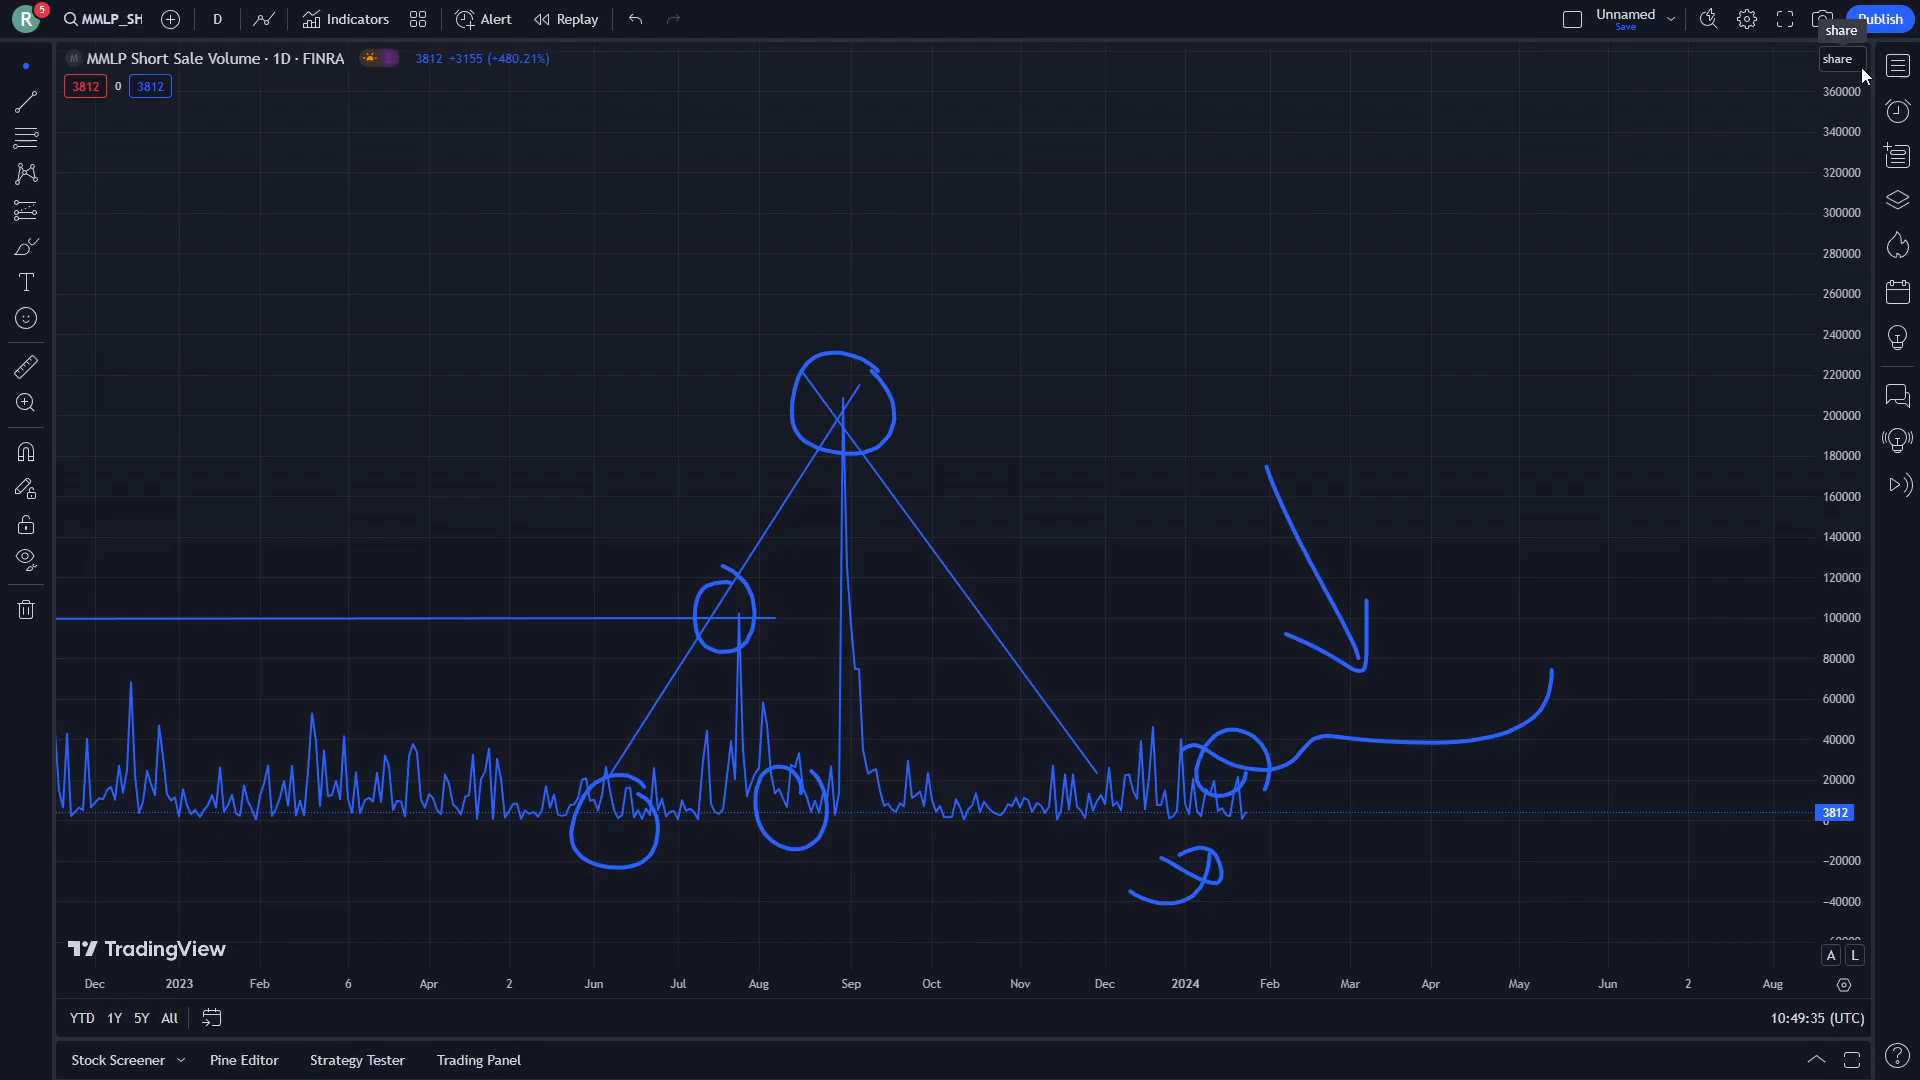 R 5 MMLP_SH D Indicators Alert Replay Unnamed Save Publish
share
share
M MMLP Short Sale Volume · 1D · FINRA 3812 +3155 (+480.21%)
3812 0 3812
360000
340000
320000
300000
280000
260000
240000
220000
200000
180000
160000
140000
120000
100000
80000
60000
40000
20000
3812
−20000
−40000
TradingView
A L
Dec 2023 Feb 6 Apr 2 Jun Jul Aug Sep Oct Nov Dec 2024 Feb Mar Apr May Jun 2 Aug
YTD 1Y 5Y All 10:49:35 (UTC)
Stock Screener Pine Editor Strategy Tester Trading Panel